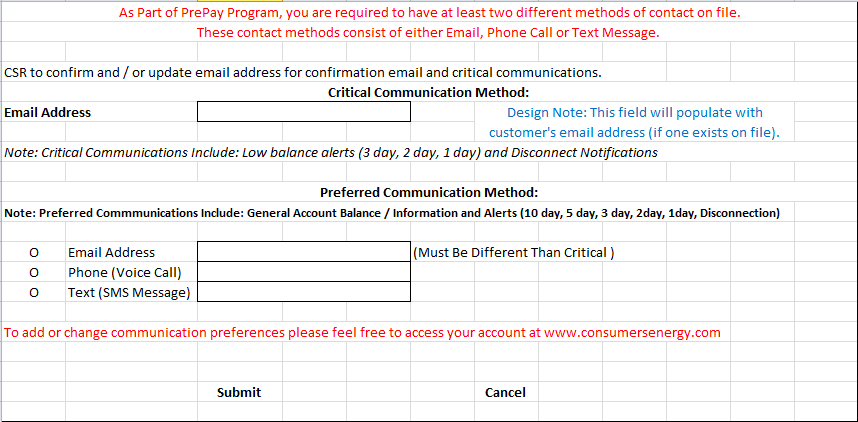 As Part of PrePay Program, you are required to have at least two different methods of contact on file.
These contact methods consist of either Email, Phone Call or Text Message.
CSR to confirm and / or update email address for confirmation email and critical communications.
Critical Communication Method:
Email Address
Design Note: This field will populate with
customer's email address (if one exists on file).
Note: Critical Communications Include: Low balance alerts (3 day, 2 day, 1 day) and Disconnect Notifications
Preferred Communication Method:
Note: Preferred Commmunications Include: General Account Balance / Information and Alerts (10 day, 5 day, 3 day, 2day, 1day, Disconnection)
O Email Address (Must Be Different Than Critical )
O Phone (Voice Call)
O Text (SMS Message)
To add or change communication preferences please feel free to access your account at www.consumersenergy.com
Submit Cancel